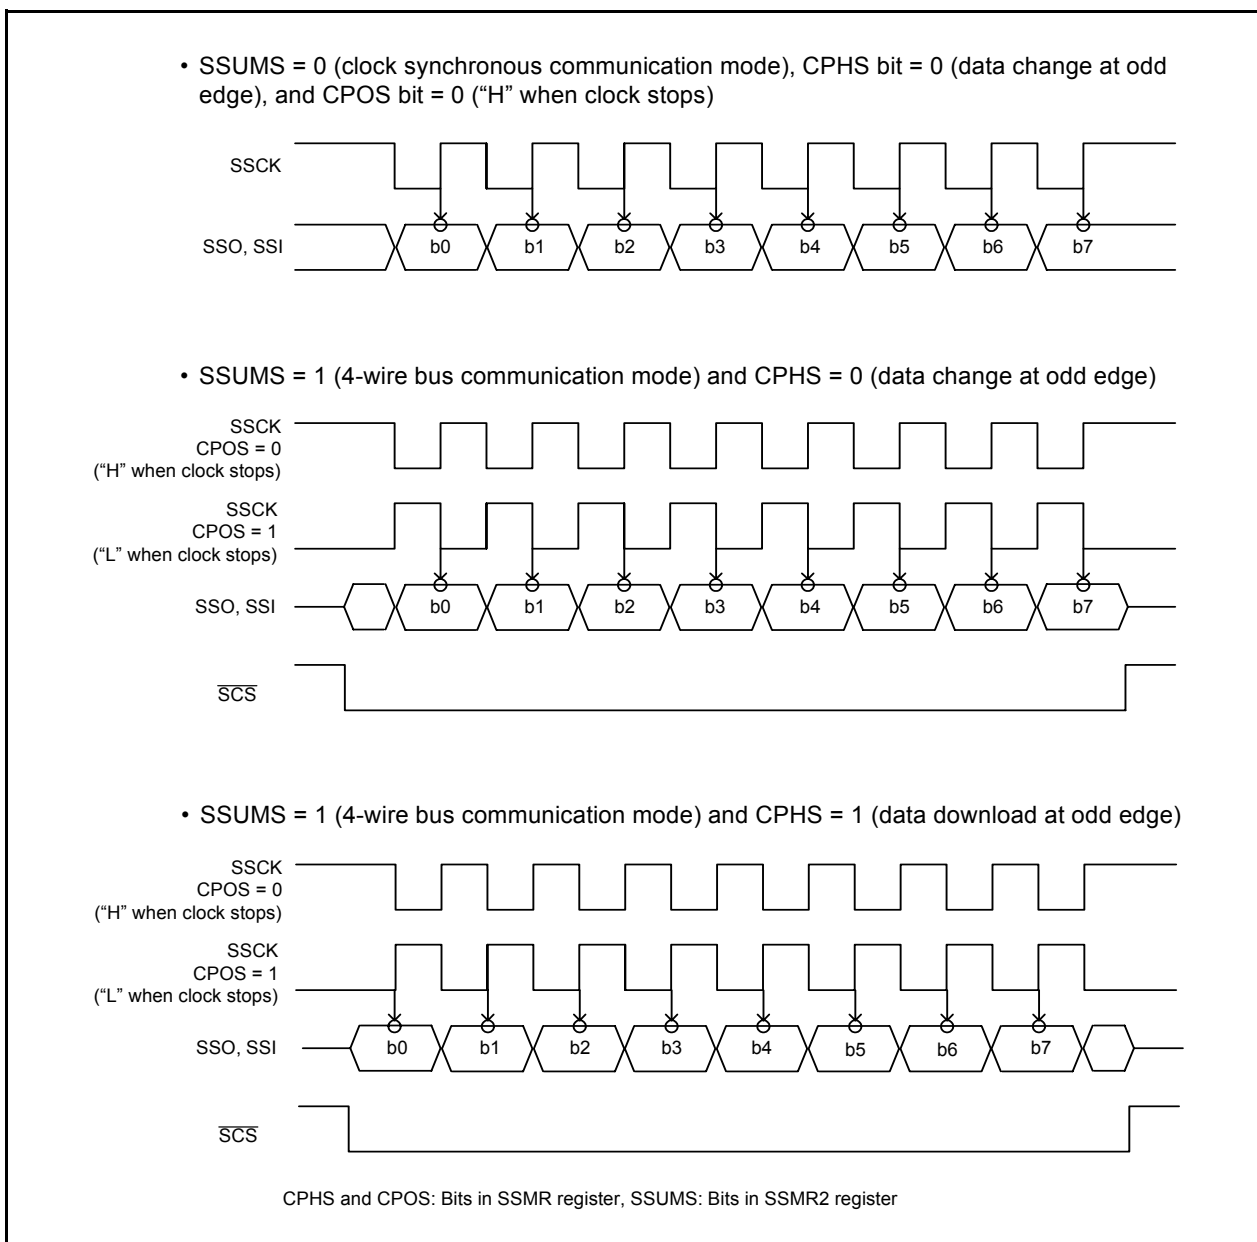 • SSUMS = 0 (clock synchronous communication mode), CPHS bit = 0 (data change at odd
edge), and CPOS bit = 0 (“H” when clock stops)
SSCK
SSO, SSI
b0 b1 b2 b3 b4 b5 b6 b7
• SSUMS = 1 (4-wire bus communication mode) and CPHS = 0 (data change at odd edge)
SSCK
CPOS = 0
(“H” when clock stops)
SSCK
CPOS = 1
(“L” when clock stops)
SSO, SSI
b0 b1 b2 b3 b4 b5 b6 b7
SCS
• SSUMS = 1 (4-wire bus communication mode) and CPHS = 1 (data download at odd edge)
SSCK
CPOS = 0
(“H” when clock stops)
SSCK
CPOS = 1
(“L” when clock stops)
SSO, SSI
b0 b1 b2 b3 b4 b5 b6 b7
SCS
CPHS and CPOS: Bits in SSMR register, SSUMS: Bits in SSMR2 register